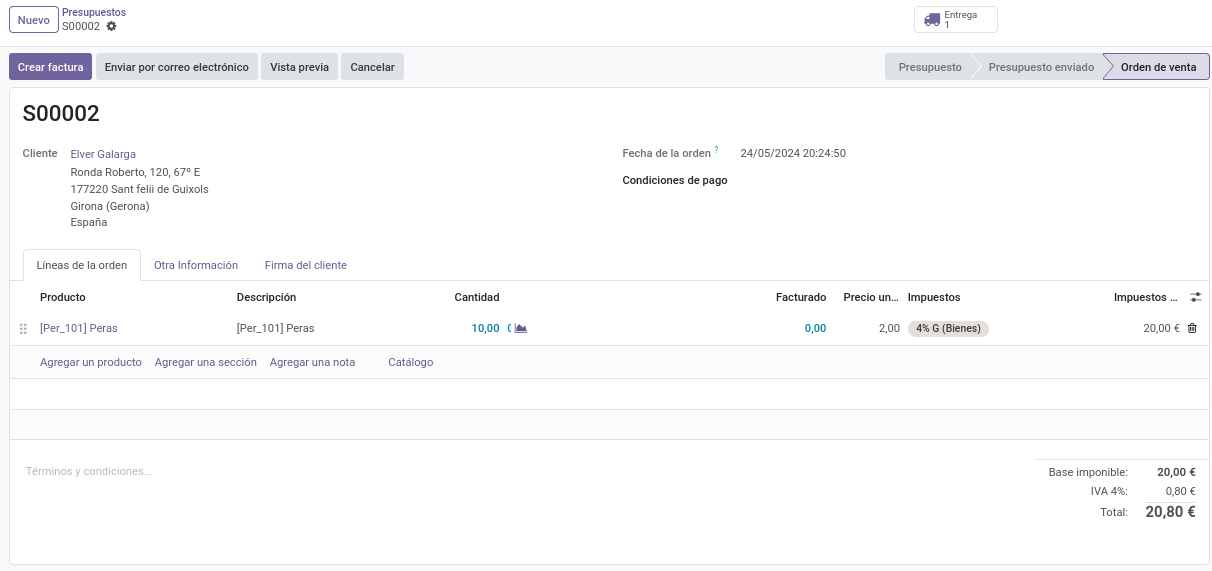 Nuevo
Presupuestos
S00002
Entrega
1
Crear factura
Enviar por correo electrónico
Vista previa
Cancelar
Presupuesto
Presupuesto enviado
Orden de venta
S00002
Cliente
Elver Galarga
Ronda Roberto, 120, 67º E
177220 Sant felii de Guixols
Girona (Gerona)
España
Fecha de la orden ?
24/05/2024 20:24:50
Condiciones de pago
Líneas de la orden
Otra Información
Firma del cliente
Producto Descripción Cantidad Facturado Precio un... Impuestos Impuestos ...
[Per_101] Peras [Per_101] Peras 10,00 0,00 2,00 4% G (Bienes) 20,00 €
Agregar un producto Agregar una sección Agregar una nota Catálogo
Términos y condiciones...
Base imponible: 20,00 €
IVA 4%: 0,80 €
Total: 20,80 €